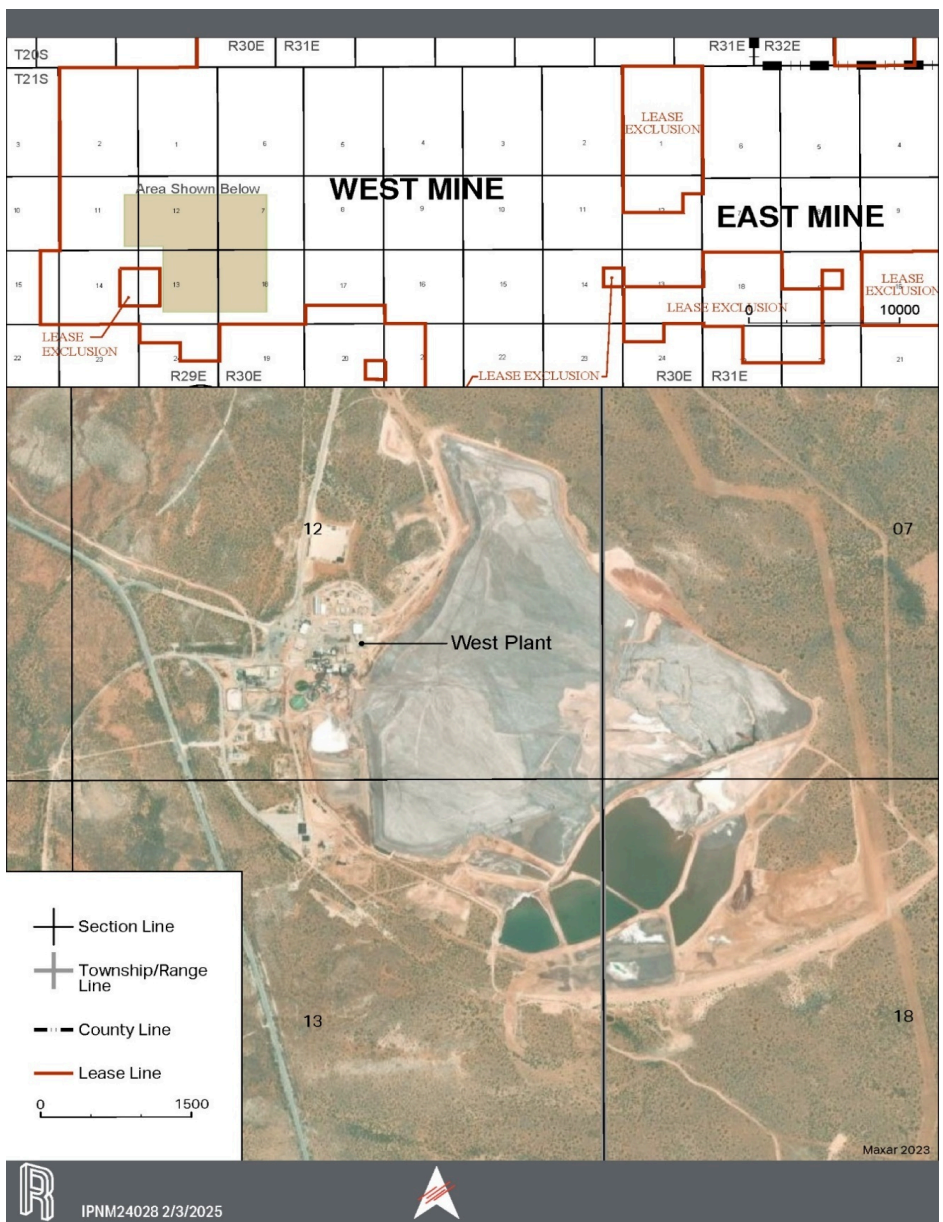 R30E R31E R31E R32E
T20S
T21S
LEASE
EXCLUSION
3 2 1 6 5 4 3 2 1 6 5 4
Area Shown Below
WEST MINE
EAST MINE
10 11 12 7 8 9 10 11 12 9
15 14 13 18 17 16 15 14 13 18
LEASE
EXCLUSION
LEASE EXCLUSION
0 10000
LEASE
EXCLUSION
22 23 24 19 20 22 23 24 19 21
R29E R30E
LEASE EXCLUSION
R30E R31E
12
07
West Plant
13
18
Section Line
Township/Range
Line
County Line
Lease Line
0 1500
Maxar 2023
R
IPNM24028 2/3/2025